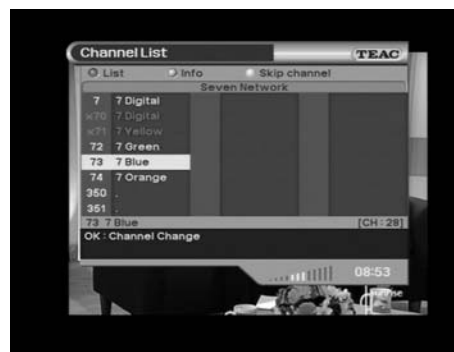 Channel List
TEAC
List Info Skip channel
Seven Network
7 7 Digital
x70 7 Digital
x71 7 Yellow
72 7 Green
73 7 Blue
74 7 Orange
350 .
351 .
73 7 Blue [CH : 28]
OK : Channel Change
08:53
sunrise